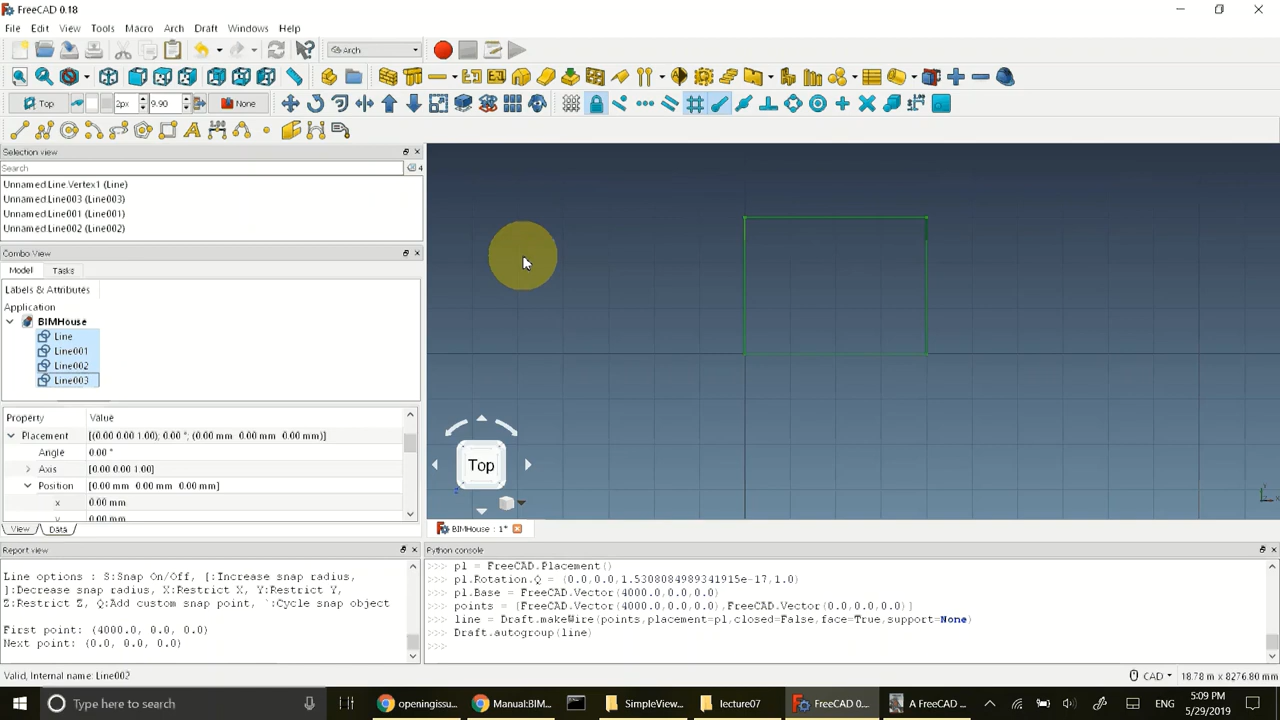 FreeCAD 0.18
File Edit View Tools Macro Arch Draft Windows Help
Arch
Top 2px 9.90 None
Selection view
Search 4
Unnamed.Line.Vertex1 (Line)
Unnamed.Line003 (Line003)
Unnamed.Line001 (Line001)
Unnamed.Line002 (Line002)
Combo View
Model Tasks
Labels & Attributes
Application
BIMHouse
Line
Line001
Line002
Line003
Property Value
Placement [(0.00 0.00 1.00); 0.00 °; (0.00 mm 0.00 mm 0.00 mm)]
Angle 0.00 °
Axis [0.00 0.00 1.00]
Position [0.00 mm 0.00 mm 0.00 mm]
x 0.00 mm
y 0.00 mm
View Data
Top
BIMHouse : 1*
Report view
Line options : S:Snap On/Off, [:Increase snap radius,
]:Decrease snap radius, X:Restrict X, Y:Restrict Y,
Z:Restrict Z, Q:Add custom snap point, `:Cycle snap object
First point: {4000.0, 0.0, 0.0}
Next point: {0.0, 0.0, 0.0}
Python console
>>> pl = FreeCAD.Placement()
>>> pl.Rotation.Q = (0.0,0.0,1.5308084989341915e-17,1.0)
>>> pl.Base = FreeCAD.Vector(4000.0,0.0,0.0)
>>> points = [FreeCAD.Vector(4000.0,0.0,0.0),FreeCAD.Vector(0.0,0.0,0.0)]
>>> line = Draft.makeWire(points,placement=pl,closed=False,face=True,support=None)
>>> Draft.autogroup(line)
>>>
Valid, Internal name: Line002
CAD 18.78 m x 8276.80 mm
Type here to search
openingissu...
Manual:BIM...
SimpleView...
lecture07
FreeCAD 0....
A FreeCAD ...
ENG
5:09 PM
5/29/2019